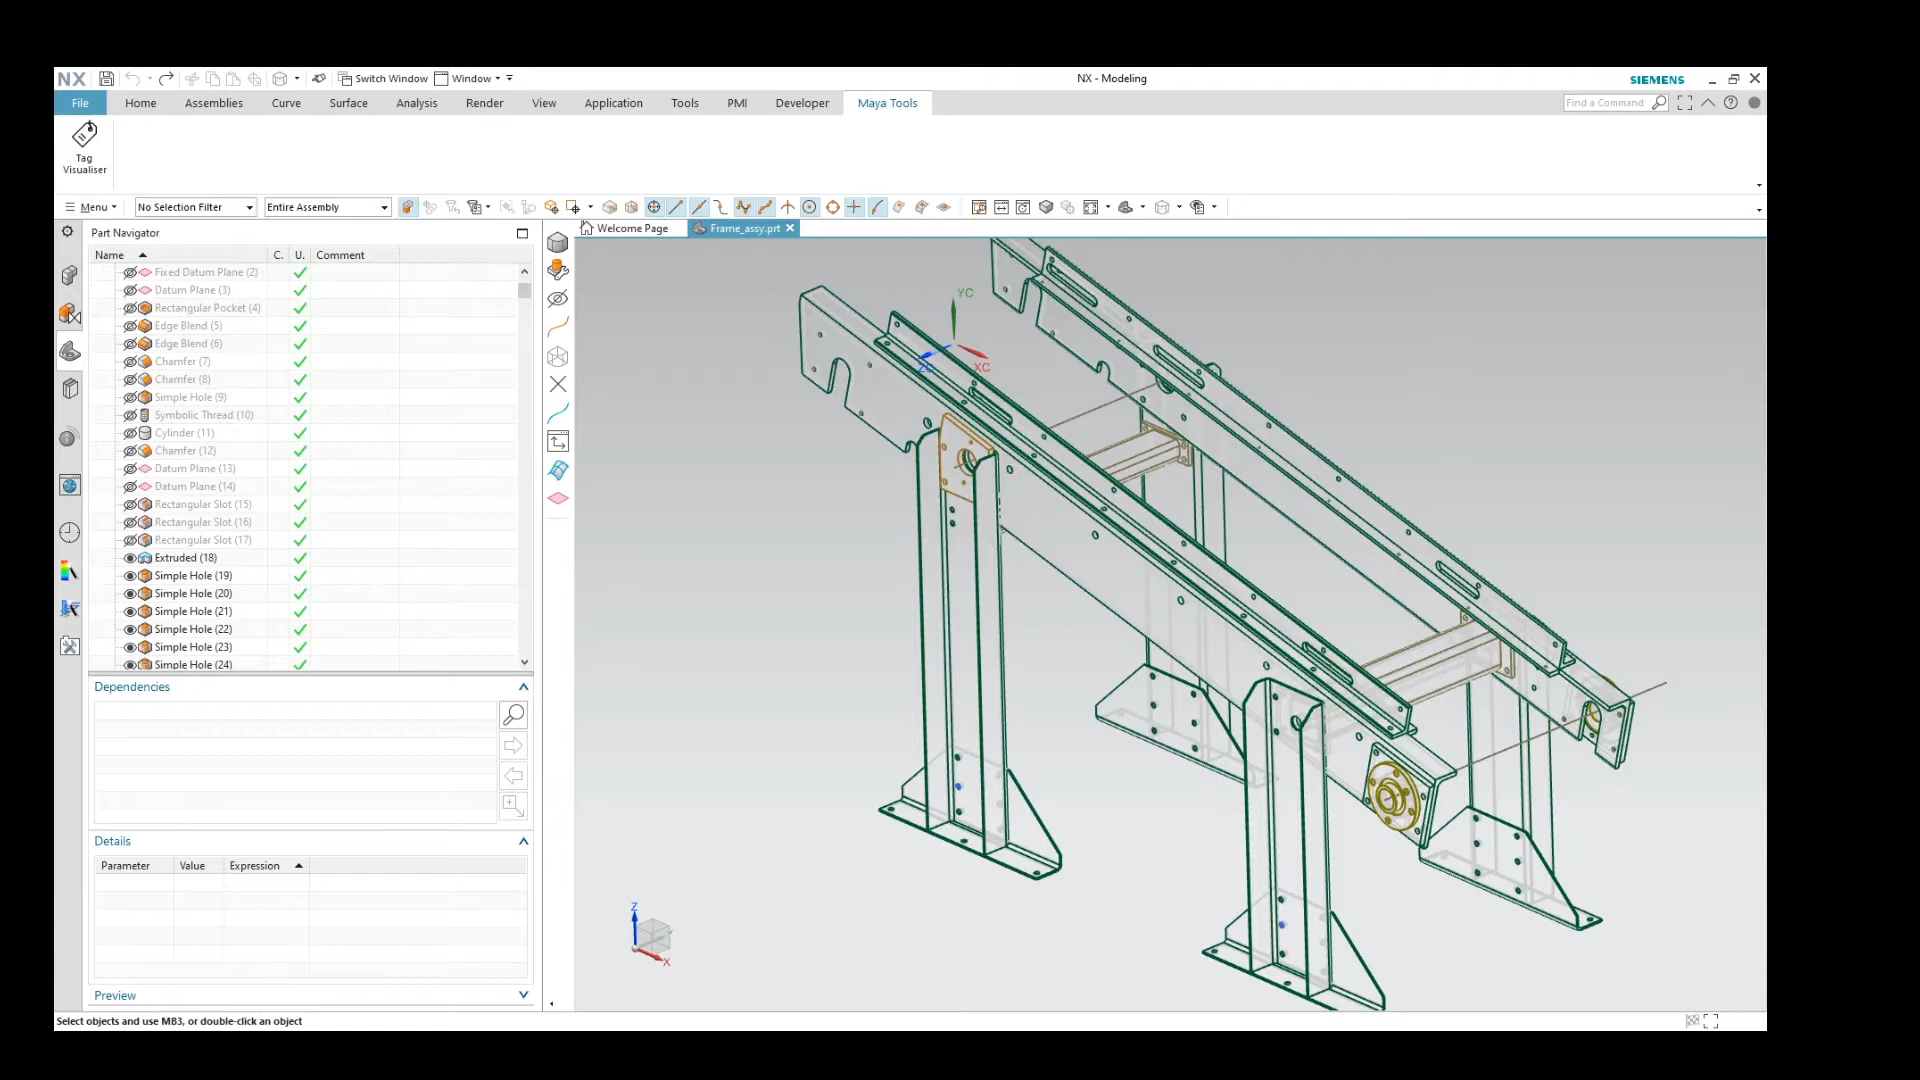 NX
Switch Window
Window
NX - Modeling
SIEMENS
File
Home
Assemblies
Curve
Surface
Analysis
Render
View
Application
Tools
PMI
Developer
Maya Tools
Find a Command
Tag
Visualiser
Menu
No Selection Filter
Entire Assembly
Part Navigator
Welcome Page
Frame_assy.prt
Name
C.
U.
Comment
Fixed Datum Plane (2)
Datum Plane (3)
Rectangular Pocket (4)
Edge Blend (5)
Edge Blend (6)
Chamfer (7)
Chamfer (8)
Simple Hole (9)
Symbolic Thread (10)
Cylinder (11)
Chamfer (12)
Datum Plane (13)
Datum Plane (14)
Rectangular Slot (15)
Rectangular Slot (16)
Rectangular Slot (17)
Extruded (18)
Simple Hole (19)
Simple Hole (20)
Simple Hole (21)
Simple Hole (22)
Simple Hole (23)
Simple Hole (24)
Dependencies
Details
Parameter
Value
Expression
Preview
YC
ZC
XC
Z
X
Select objects and use MB3, or double-click an object